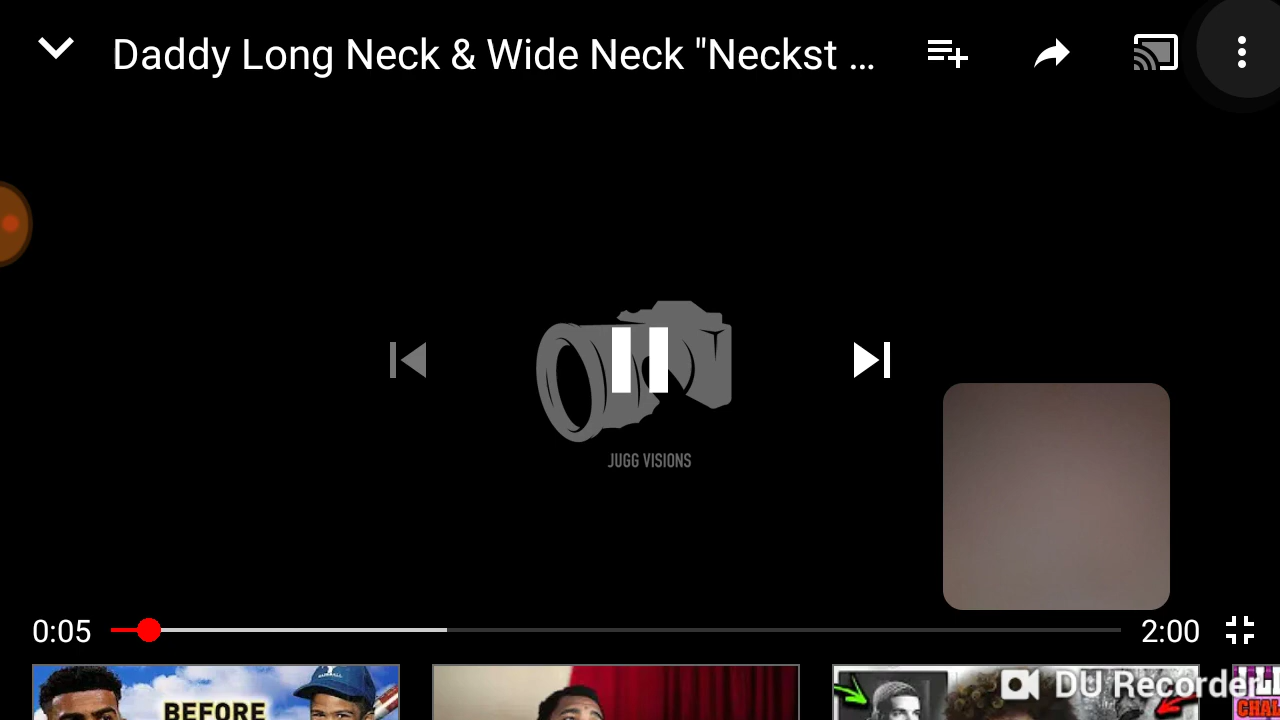 Daddy Long Neck & Wide Neck "Neckst ...
JUGG VISIONS
0:05
2:00
BEFORE
DU Recorder